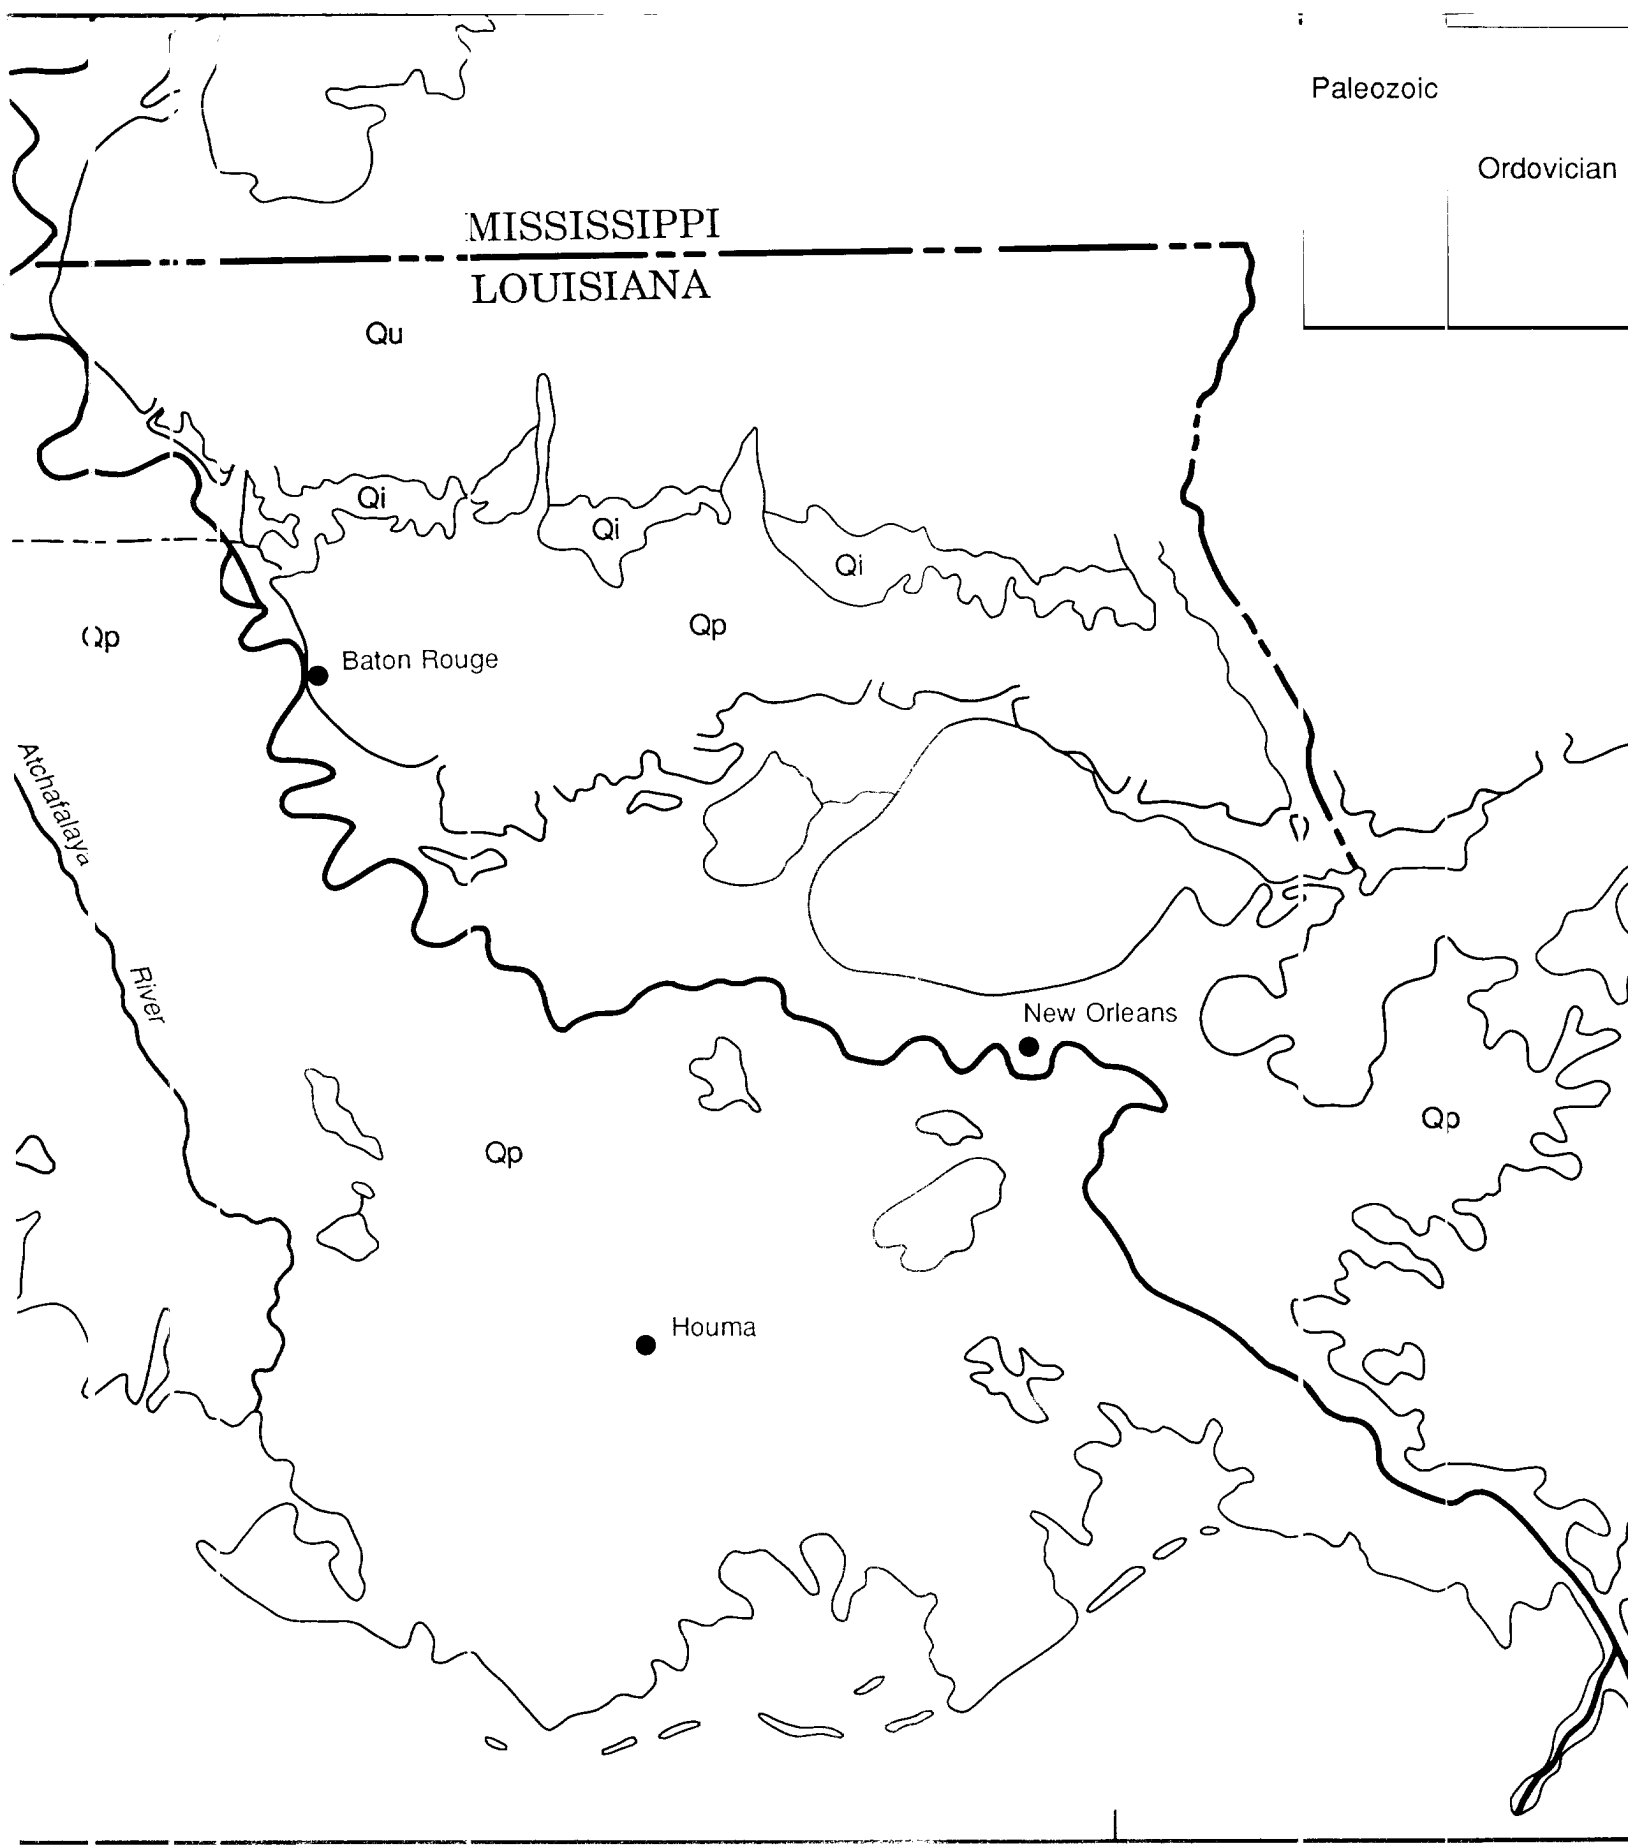 Paleozoic
Ordovician
MISSISSIPPI
LOUISIANA
Qu
Qi
Qi
Qi
Qp
Qp
Baton Rouge
Atchafalaya
River
New Orleans
Qp
Qp
Houma